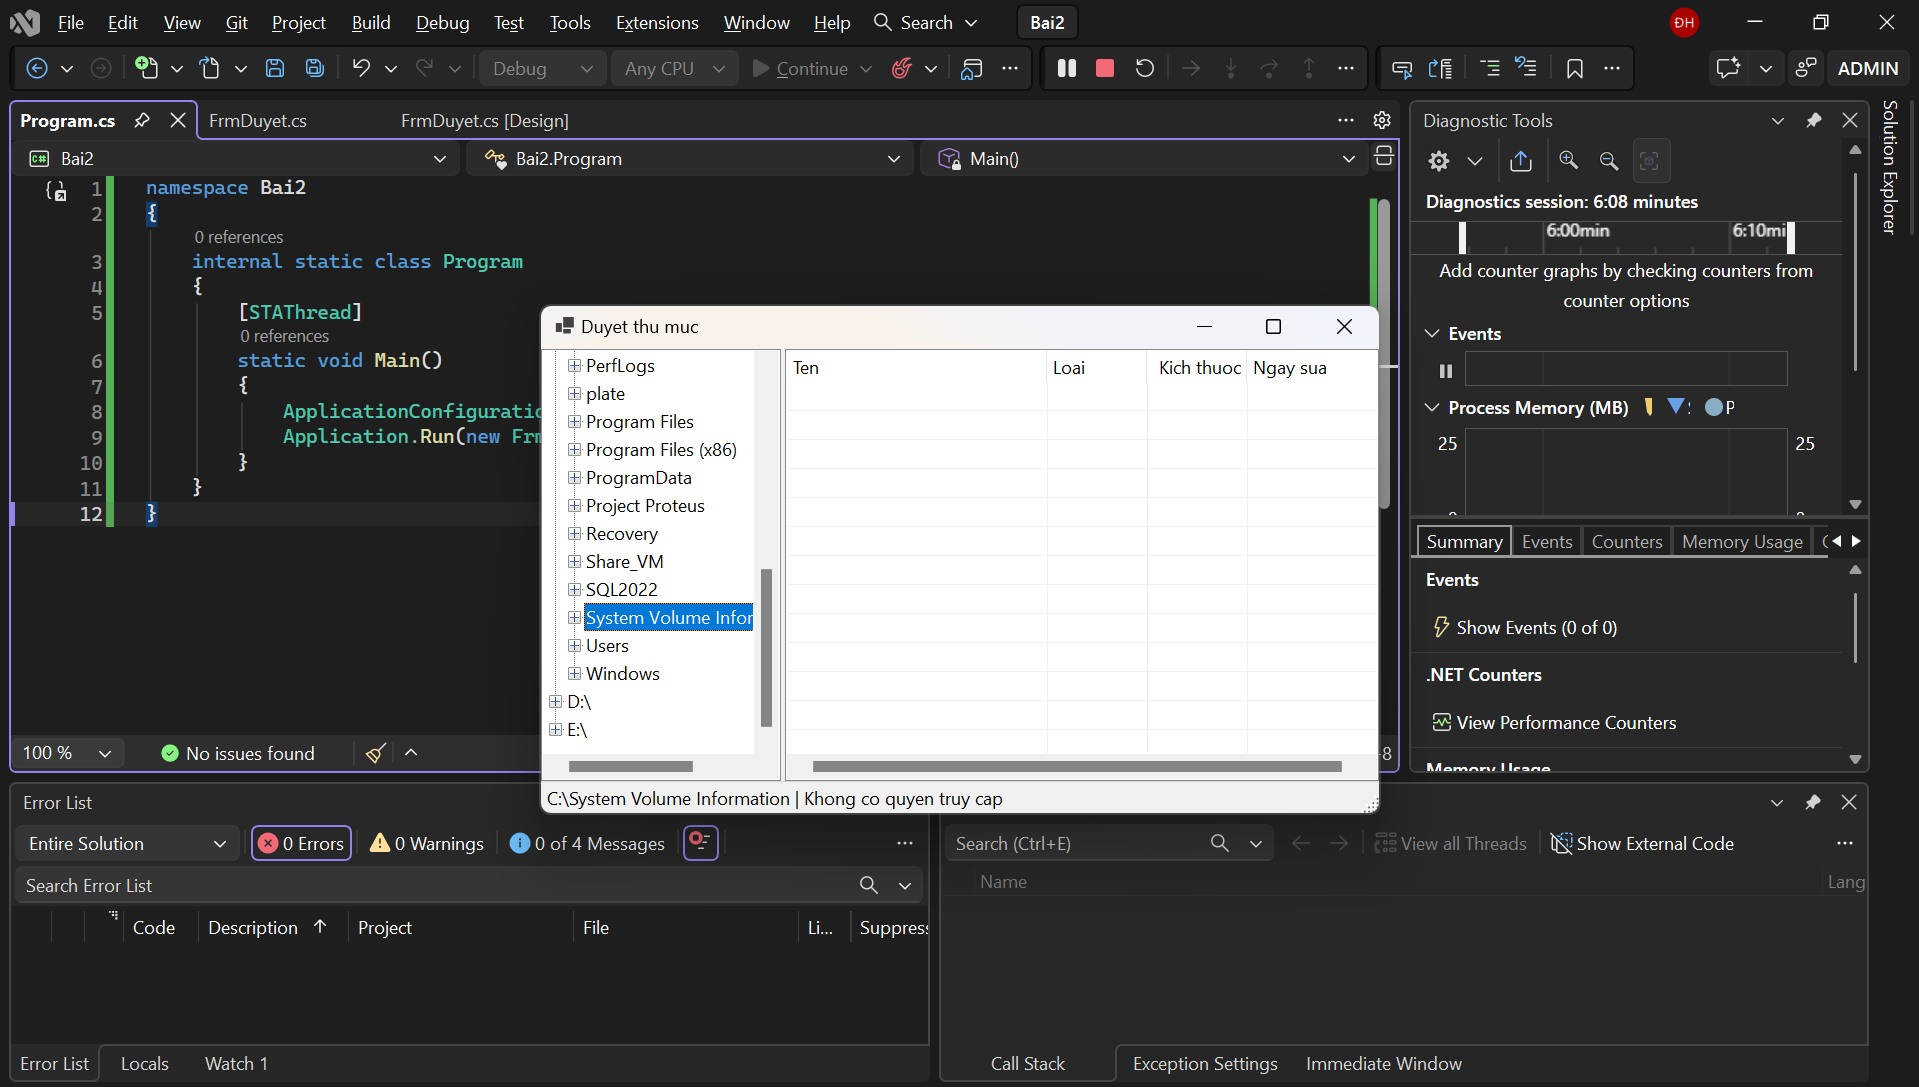 File Edit View Git Project Build Debug Test Tools Extensions Window Help Search Bai2 ĐH
Debug Any CPU Continue ADMIN
Program.cs FrmDuyet.cs FrmDuyet.cs [Design]
Bai2 Bai2.Program Main()
1 namespace Bai2
2 {
0 references
3 internal static class Program
4 {
5 [STAThread]
0 references
6 static void Main()
7 {
8 ApplicationConfiguratio
9 Application.Run(new Frm
10 }
11 }
12 }
100 % No issues found
8
Duyet thu muc
PerfLogs
plate
Program Files
Program Files (x86)
ProgramData
Project Proteus
Recovery
Share_VM
SQL2022
System Volume Infor
Users
Windows
D:\
E:\
Ten Loai Kich thuoc Ngay sua
C:\System Volume Information | Khong co quyen truy cap
Diagnostic Tools
Diagnostics session: 6:08 minutes
6:00min 6:10mi
Add counter graphs by checking counters from
counter options
Events
Process Memory (MB) P
25 25
Summary Events Counters Memory Usage
Events
Show Events (0 of 0)
.NET Counters
View Performance Counters
Memory Usage
Solution Explorer
Error List
Entire Solution 0 Errors 0 Warnings 0 of 4 Messages
Search Error List
Code Description Project File Li... Suppress
Error List Locals Watch 1
Search (Ctrl+E) View all Threads Show External Code
Name Lang
Call Stack Exception Settings Immediate Window